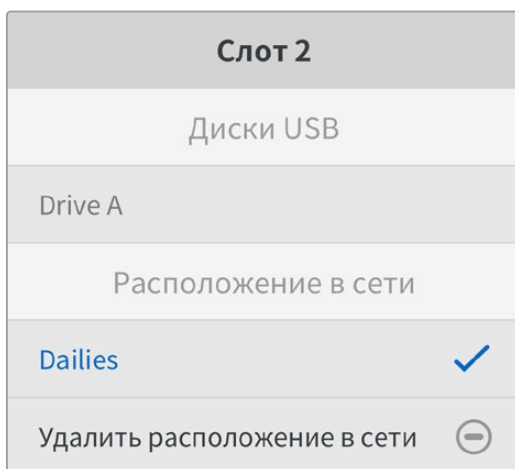 Слот 2
Диски USB
Drive A
Расположение в сети
Dailies
Удалить расположение в сети